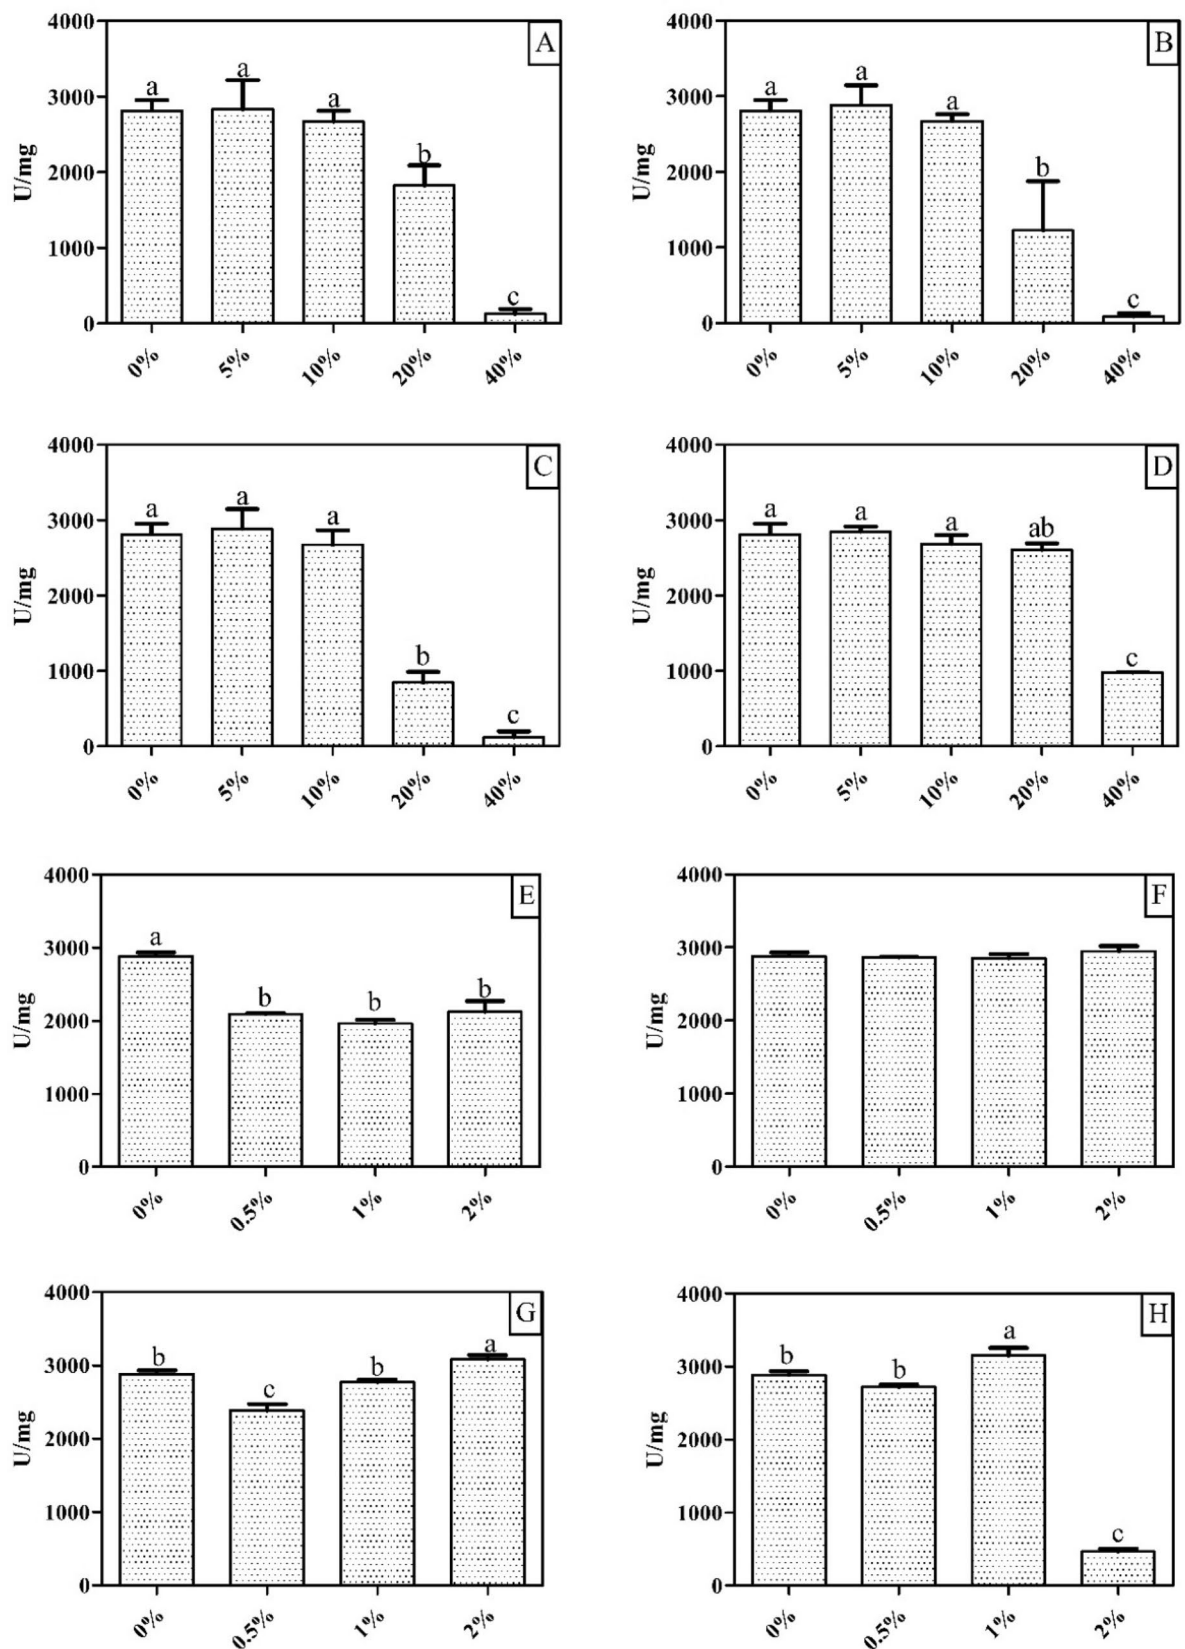 4000 A
a a a
3000
b
2000
U/mg
1000
c
0
0% 5% 10% 20% 40%
4000 B
a a a
3000
b
2000
U/mg
1000
c
0
0% 5% 10% 20% 40%
4000 C
a a a
3000
2000
U/mg
b
1000
c
0
0% 5% 10% 20% 40%
4000 D
a a a ab
3000
2000
U/mg
c
1000
0
0% 5% 10% 20% 40%
4000 E
a
3000
b b b
2000
U/mg
1000
0
0% 0.5% 1% 2%
4000 F
3000
2000
U/mg
1000
0
0% 0.5% 1% 2%
4000 G
b c b a
3000
2000
U/mg
1000
0
0% 0.5% 1% 2%
4000 H
b b a
3000
2000
U/mg
1000
c
0
0% 0.5% 1% 2%